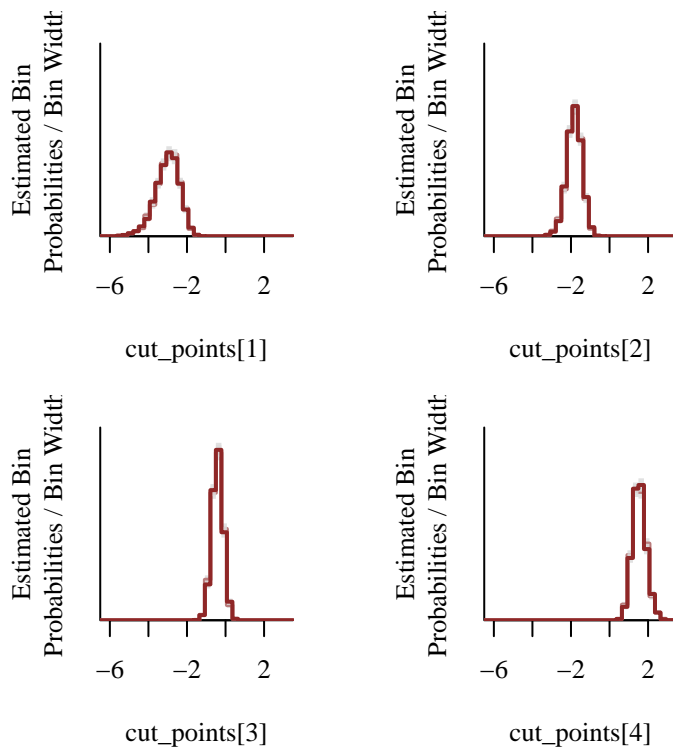 Estimated Bin
Probabilities / Bin Width
−6 −2 2
cut_points[1]
Estimated Bin
Probabilities / Bin Width
−6 −2 2
cut_points[2]
Estimated Bin
Probabilities / Bin Width
−6 −2 2
cut_points[3]
Estimated Bin
Probabilities / Bin Width
−6 −2 2
cut_points[4]